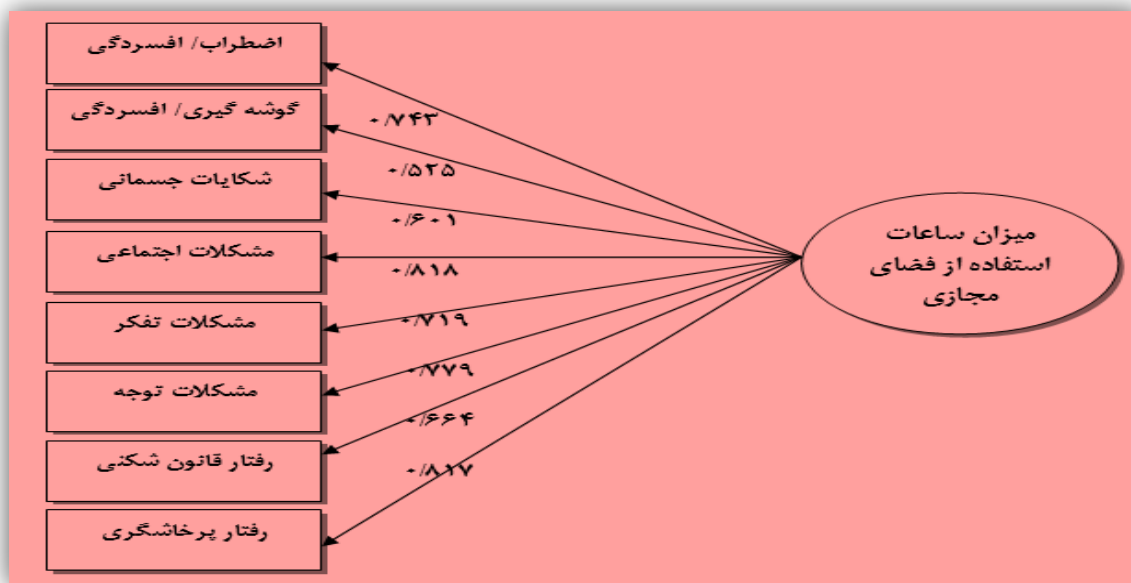 اضطراب/ افسردگی
گوشه گیری/ افسردگی
شکایات جسمانی
مشکلات اجتماعی
مشکلات تفکر
مشکلات توجه
رفتار قانون شکنی
رفتار پرخاشگری
۰/۷۴۳
۰/۵۲۵
۰/۶۰۱
۰/۸۱۸
۰/۷۱۹
۰/۷۷۹
۰/۶۶۴
۰/۸۱۷
میزان ساعات
استفاده از فضای
مجازی